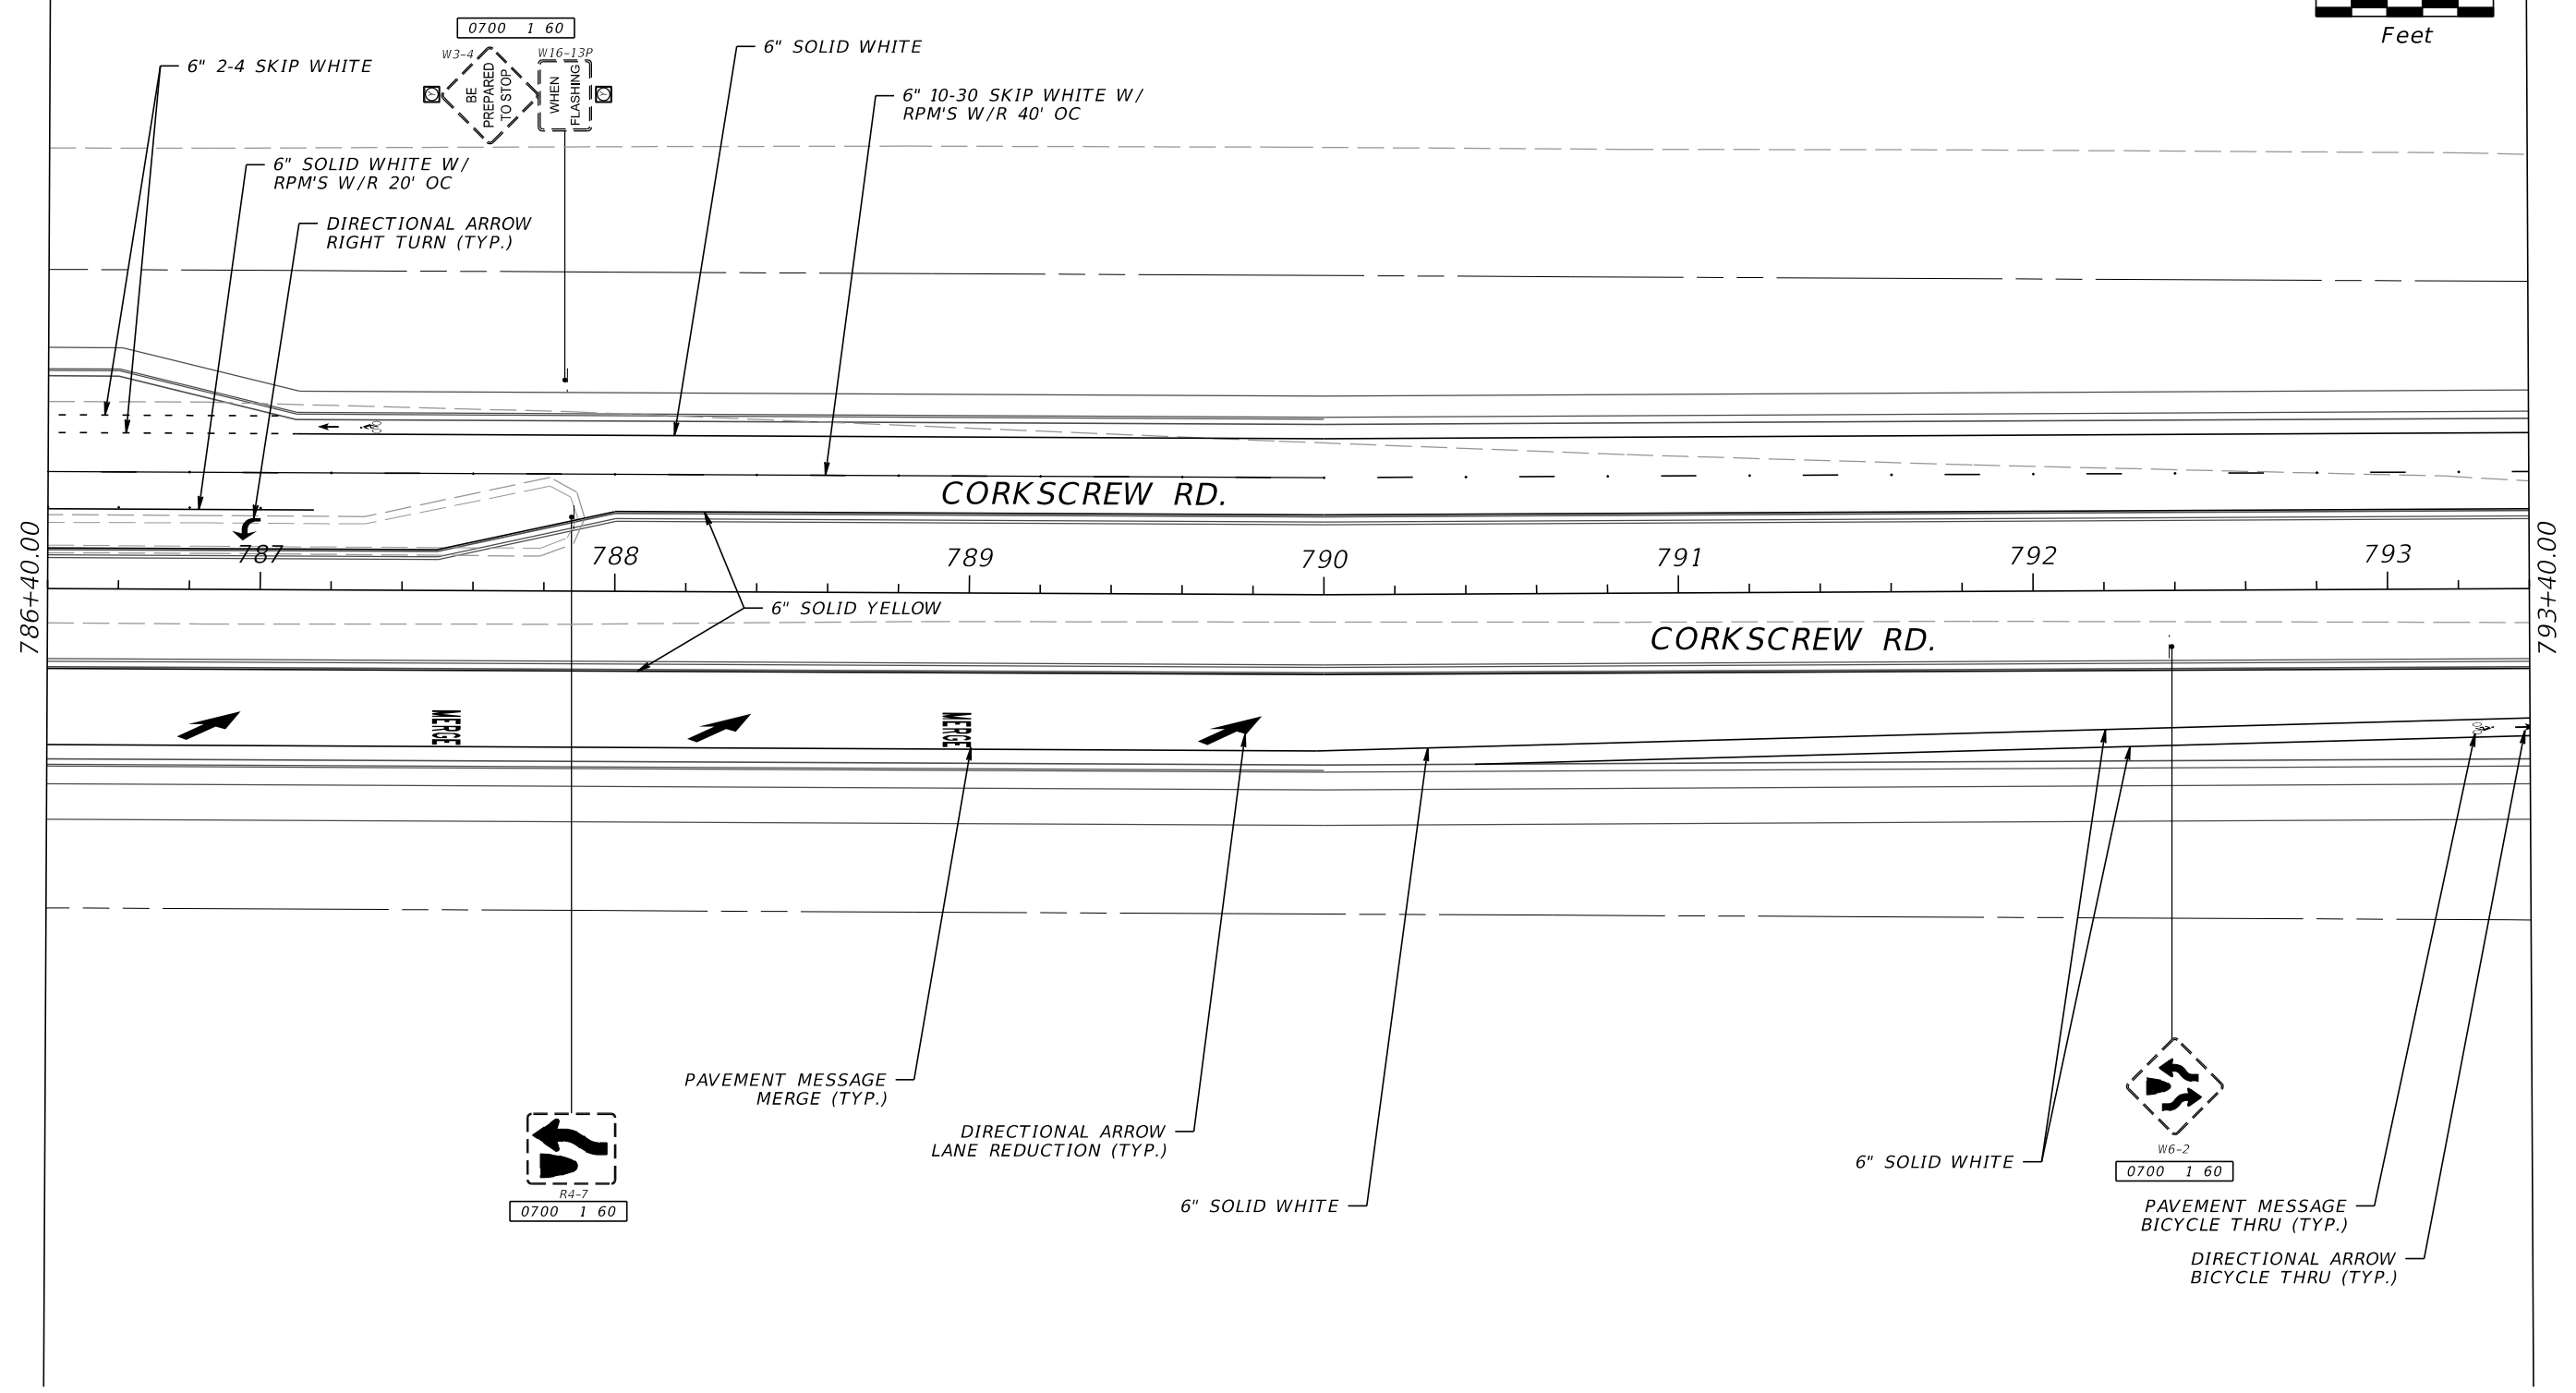 0700 1 60
Feet
6" SOLID WHITE
W3-4
W16-13P
6" 2-4 SKIP WHITE
BE
PREPARED
TO STOP
WHEN
FLASHING
6" 10-30 SKIP WHITE W/
RPM'S W/R 40' OC
6" SOLID WHITE W/
RPM'S W/R 20' OC
DIRECTIONAL ARROW
RIGHT TURN (TYP.)
CORKSCREW RD.
786+40.00
787
788
789
790
791
792
793
793+40.00
6" SOLID YELLOW
CORKSCREW RD.
MERGE
MERGE
PAVEMENT MESSAGE
MERGE (TYP.)
DIRECTIONAL ARROW
LANE REDUCTION (TYP.)
6" SOLID WHITE
6" SOLID WHITE
W6-2
0700 1 60
R4-7
0700 1 60
PAVEMENT MESSAGE
BICYCLE THRU (TYP.)
DIRECTIONAL ARROW
BICYCLE THRU (TYP.)